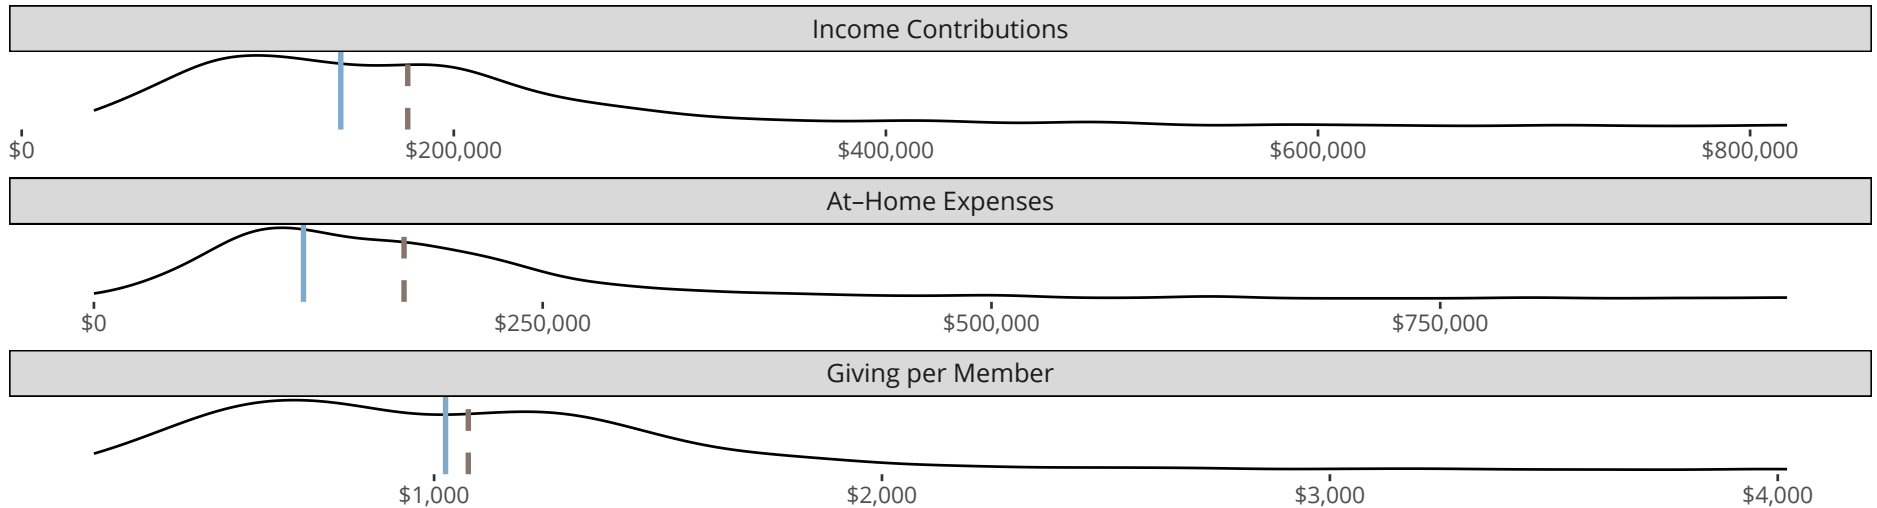 Income Contributions
$0 $200,000 $400,000 $600,000 $800,000
At–Home Expenses
$0 $250,000 $500,000 $750,000
Giving per Member
$1,000 $2,000 $3,000 $4,000